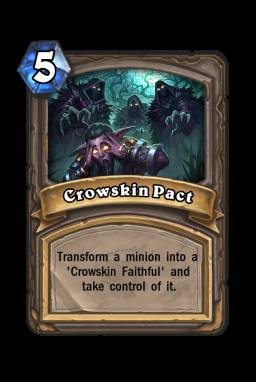 5
Crowskin Pact
Transform a minion into a
'Crowskin Faithful' and
take control of it.